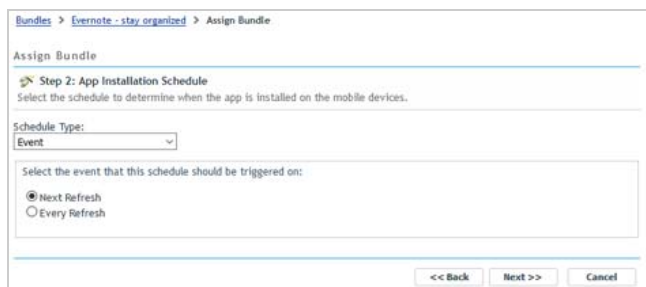 Bundles > Evernote - stay organized > Assign Bundle
Assign Bundle
Step 2: App Installation Schedule
Select the schedule to determine when the app is installed on the mobile devices.
Schedule Type:
Event
Select the event that this schedule should be triggered on:
Next Refresh
Every Refresh
<< Back Next >> Cancel